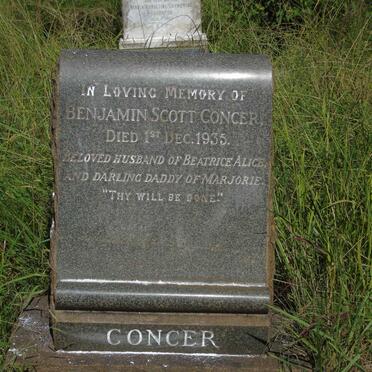 IN LOVING MEMORY OF
BENJAMIN SCOTT CONCER,
DIED 1ST DEC. 1935.
BELOVED HUSBAND OF BEATRICE ALICE,
AND DARLING DADDY OF MARJORIE.
"THY WILL BE DONE."
CONCER